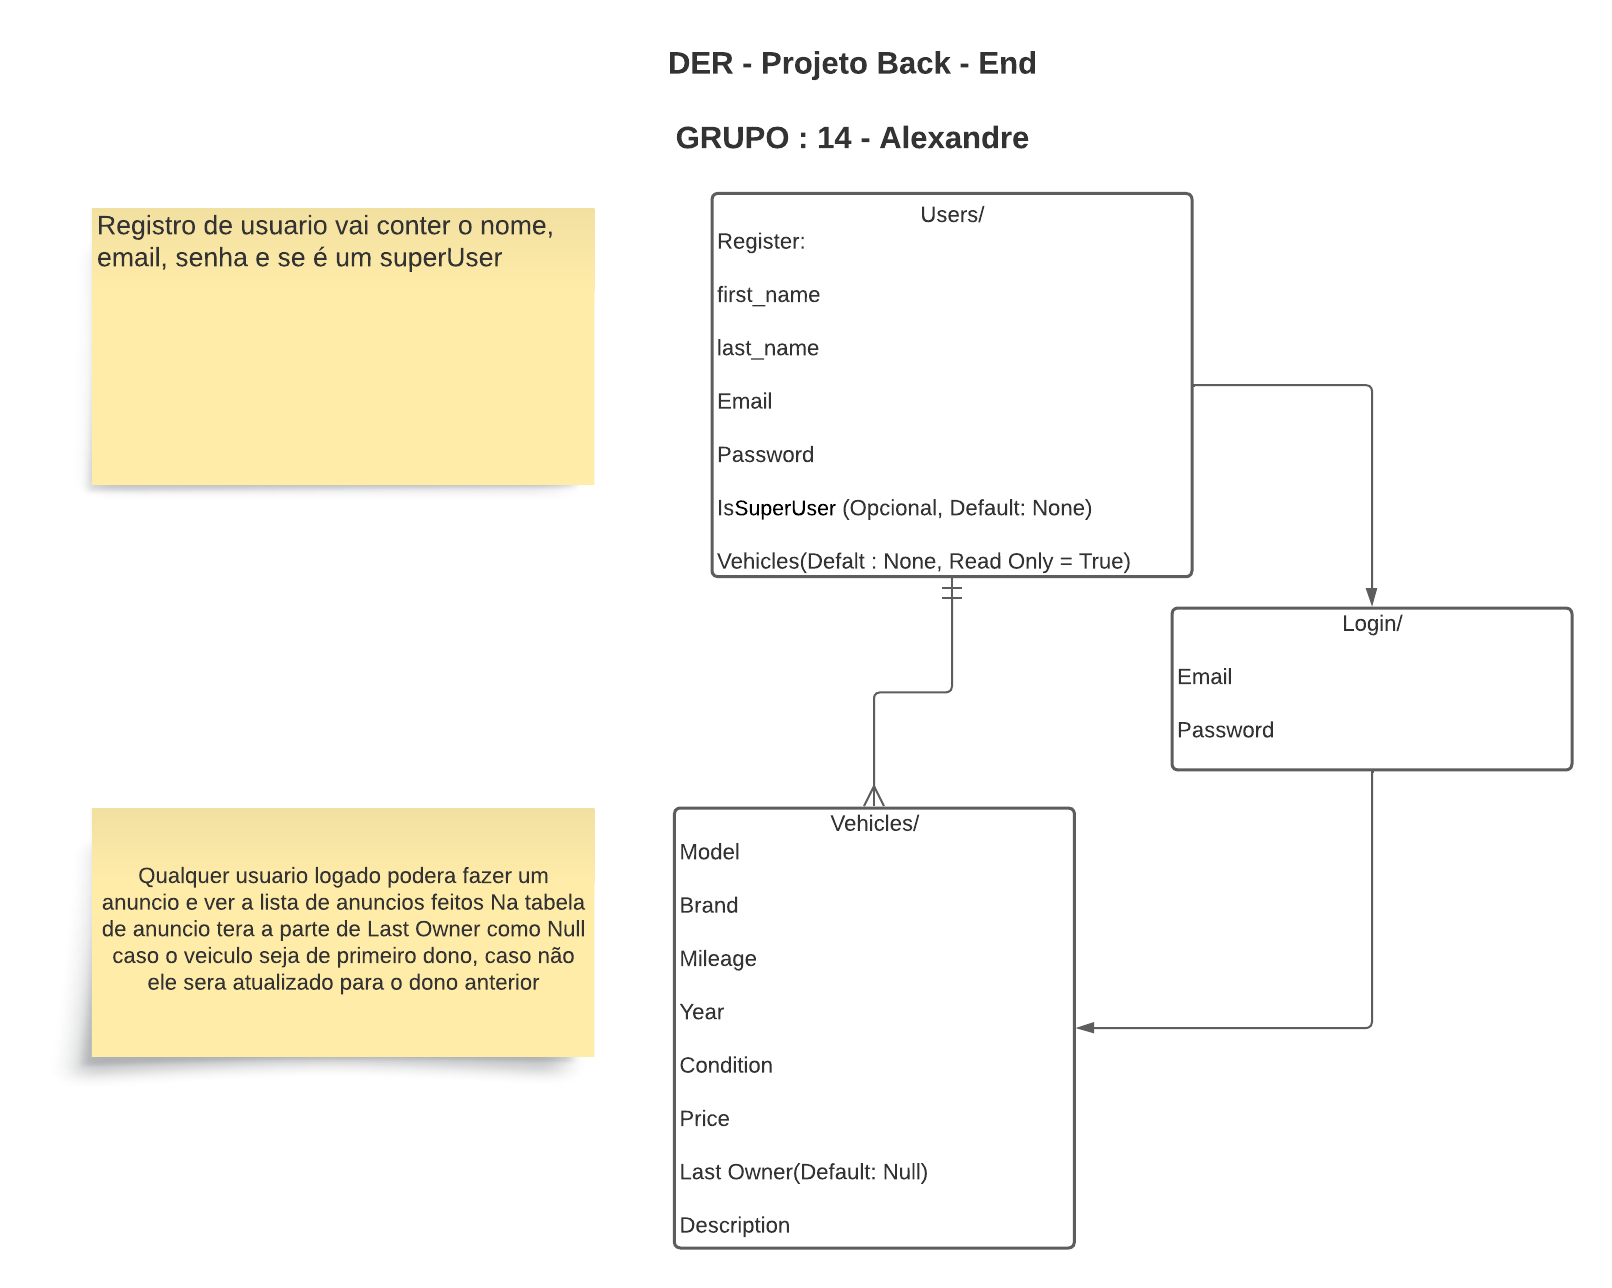 DER - Projeto Back - End
GRUPO : 14 - Alexandre
Registro de usuario vai conter o nome,
email, senha e se é um superUser
Users/
Register:
first_name
last_name
Email
Password
IsSuperUser (Opcional, Default: None)
Vehicles(Defalt : None, Read Only = True)
Login/
Email
Password
Qualquer usuario logado podera fazer um
anuncio e ver a lista de anuncios feitos Na tabela
de anuncio tera a parte de Last Owner como Null
caso o veiculo seja de primeiro dono, caso não
ele sera atualizado para o dono anterior
Vehicles/
Model
Brand
Mileage
Year
Condition
Price
Last Owner(Default: Null)
Description